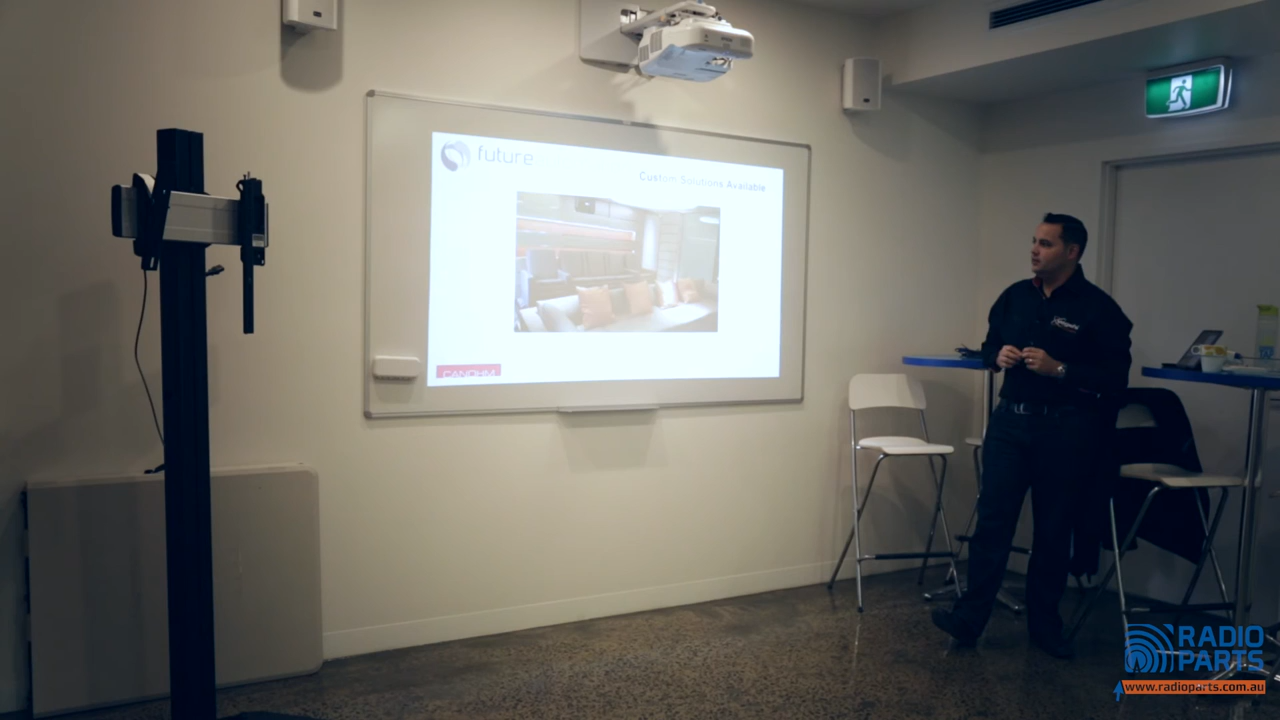 future
Custom Solutions Available
CANOHM
RADIO
PARTS
www.radioparts.com.au